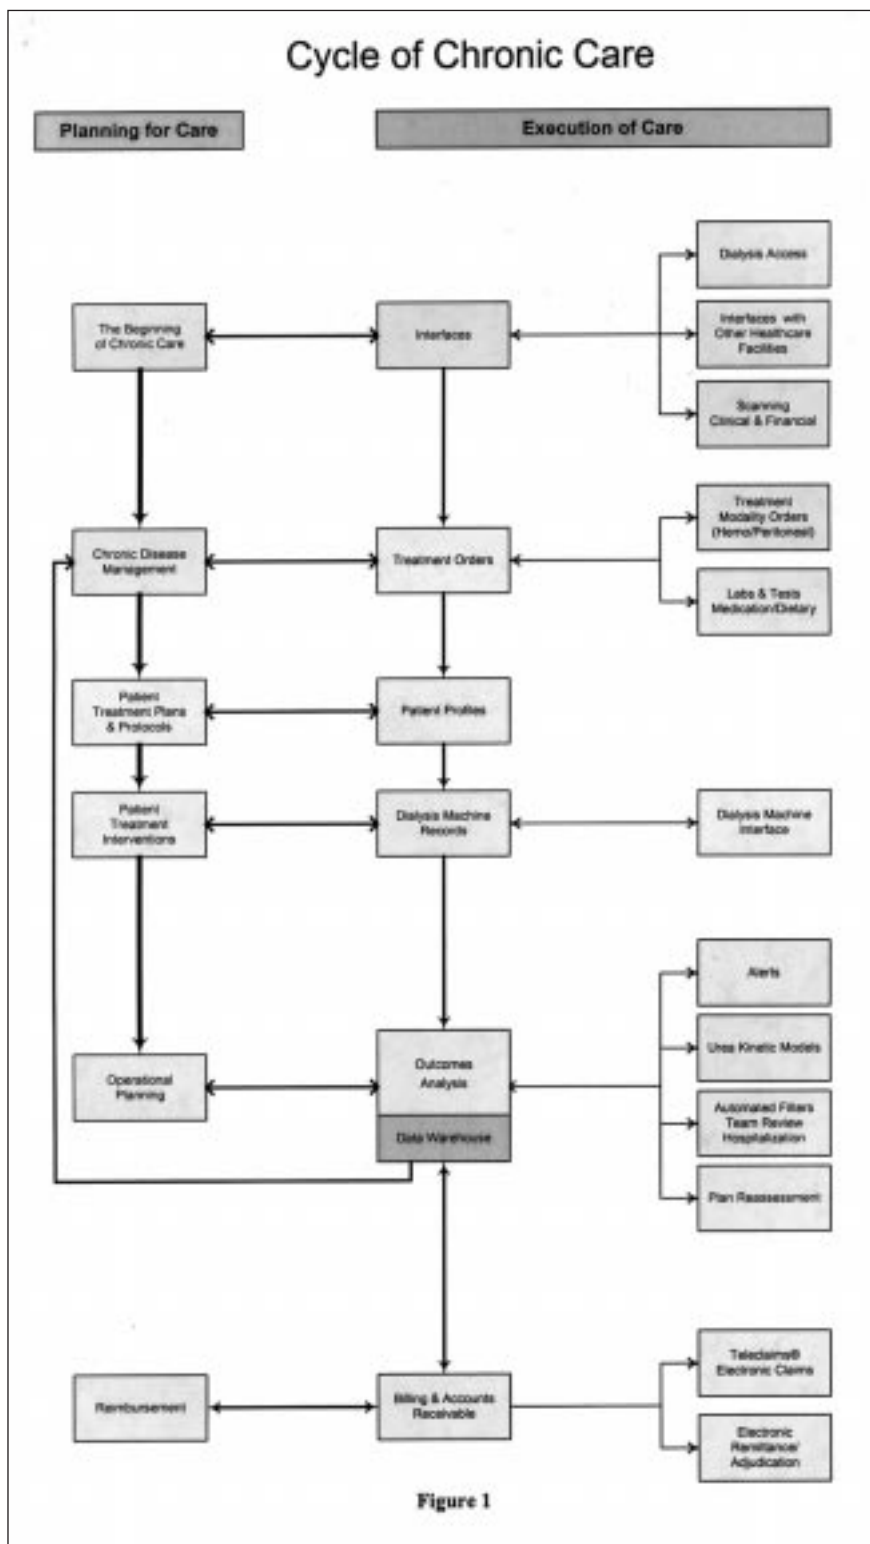 Cycle of Chronic Care
Planning for Care
Execution of Care
Dialysis Access
The Beginning
of Chronic Care
Interfaces
Interfaces with
Other Healthcare
Facilities
Scanning
Clinical & Financial
Treatment
Modality Orders
(Hemo/Peritoneal)
Chronic Disease
Management
Treatment Orders
Labs & Tests
Medication/Dietary
Patient
Treatment Plans
& Protocols
Patient Profiles
Patient
Treatment
Interventions
Dialysis Machine
Records
Dialysis Machine
Interface
Alerts
Urea Kinetic Models
Operational
Planning
Outcomes
Analysis
Data Warehouse
Automated Filters
Team Review
Hospitalization
Plan Reassessment
Teleclaims®
Electronic Claims
Reimbursement
Billing & Accounts
Receivable
Electronic
Remittance/
Adjudication
Figure 1